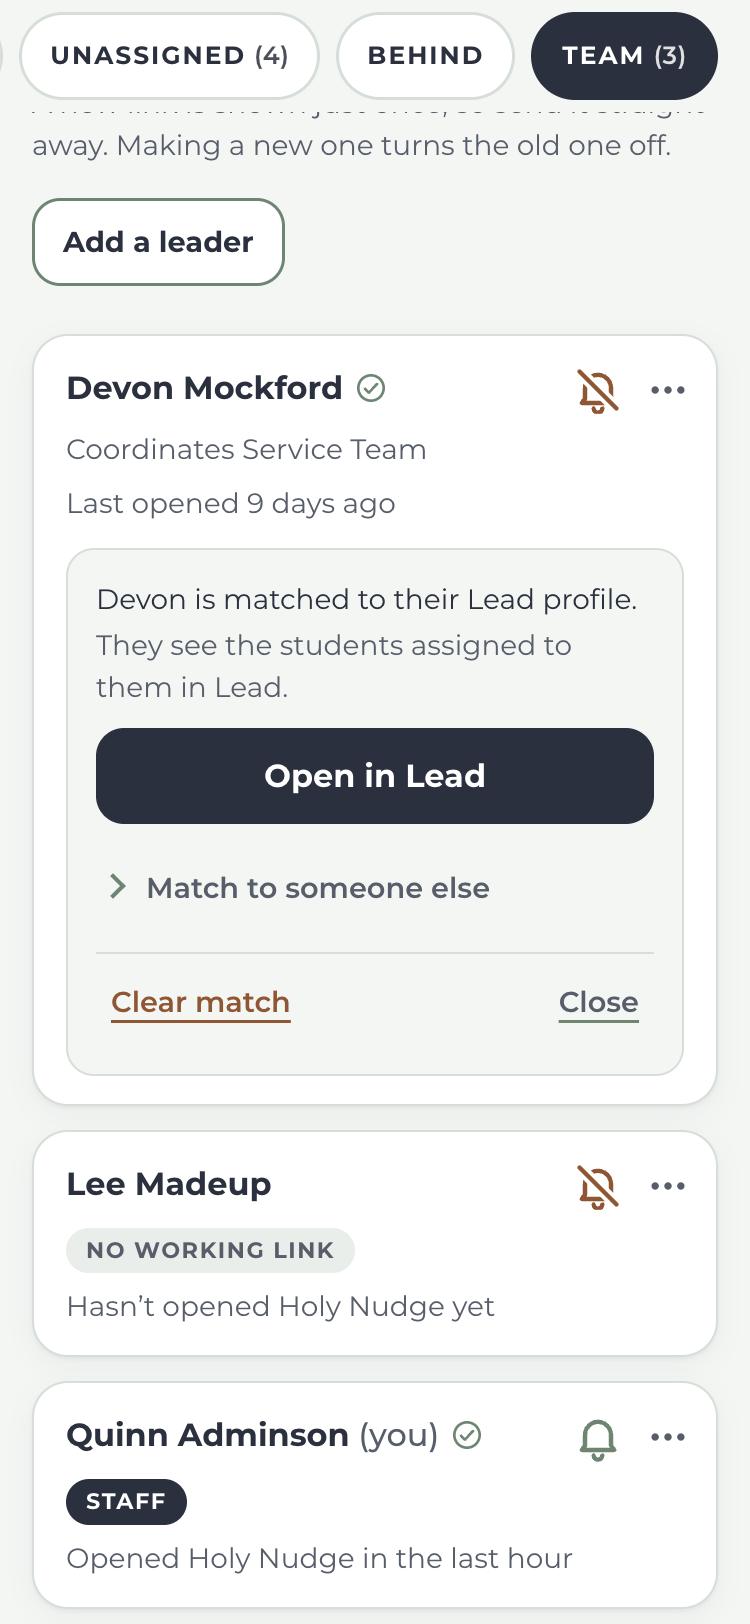 UNASSIGNED (4)
BEHIND
TEAM (3)
away. Making a new one turns the old one off.
Add a leader
Devon Mockford
Coordinates Service Team
Last opened 9 days ago
Devon is matched to their Lead profile.
They see the students assigned to
them in Lead.
Open in Lead
Match to someone else
Clear match
Close
Lee Madeup
NO WORKING LINK
Hasn’t opened Holy Nudge yet
Quinn Adminson (you)
STAFF
Opened Holy Nudge in the last hour